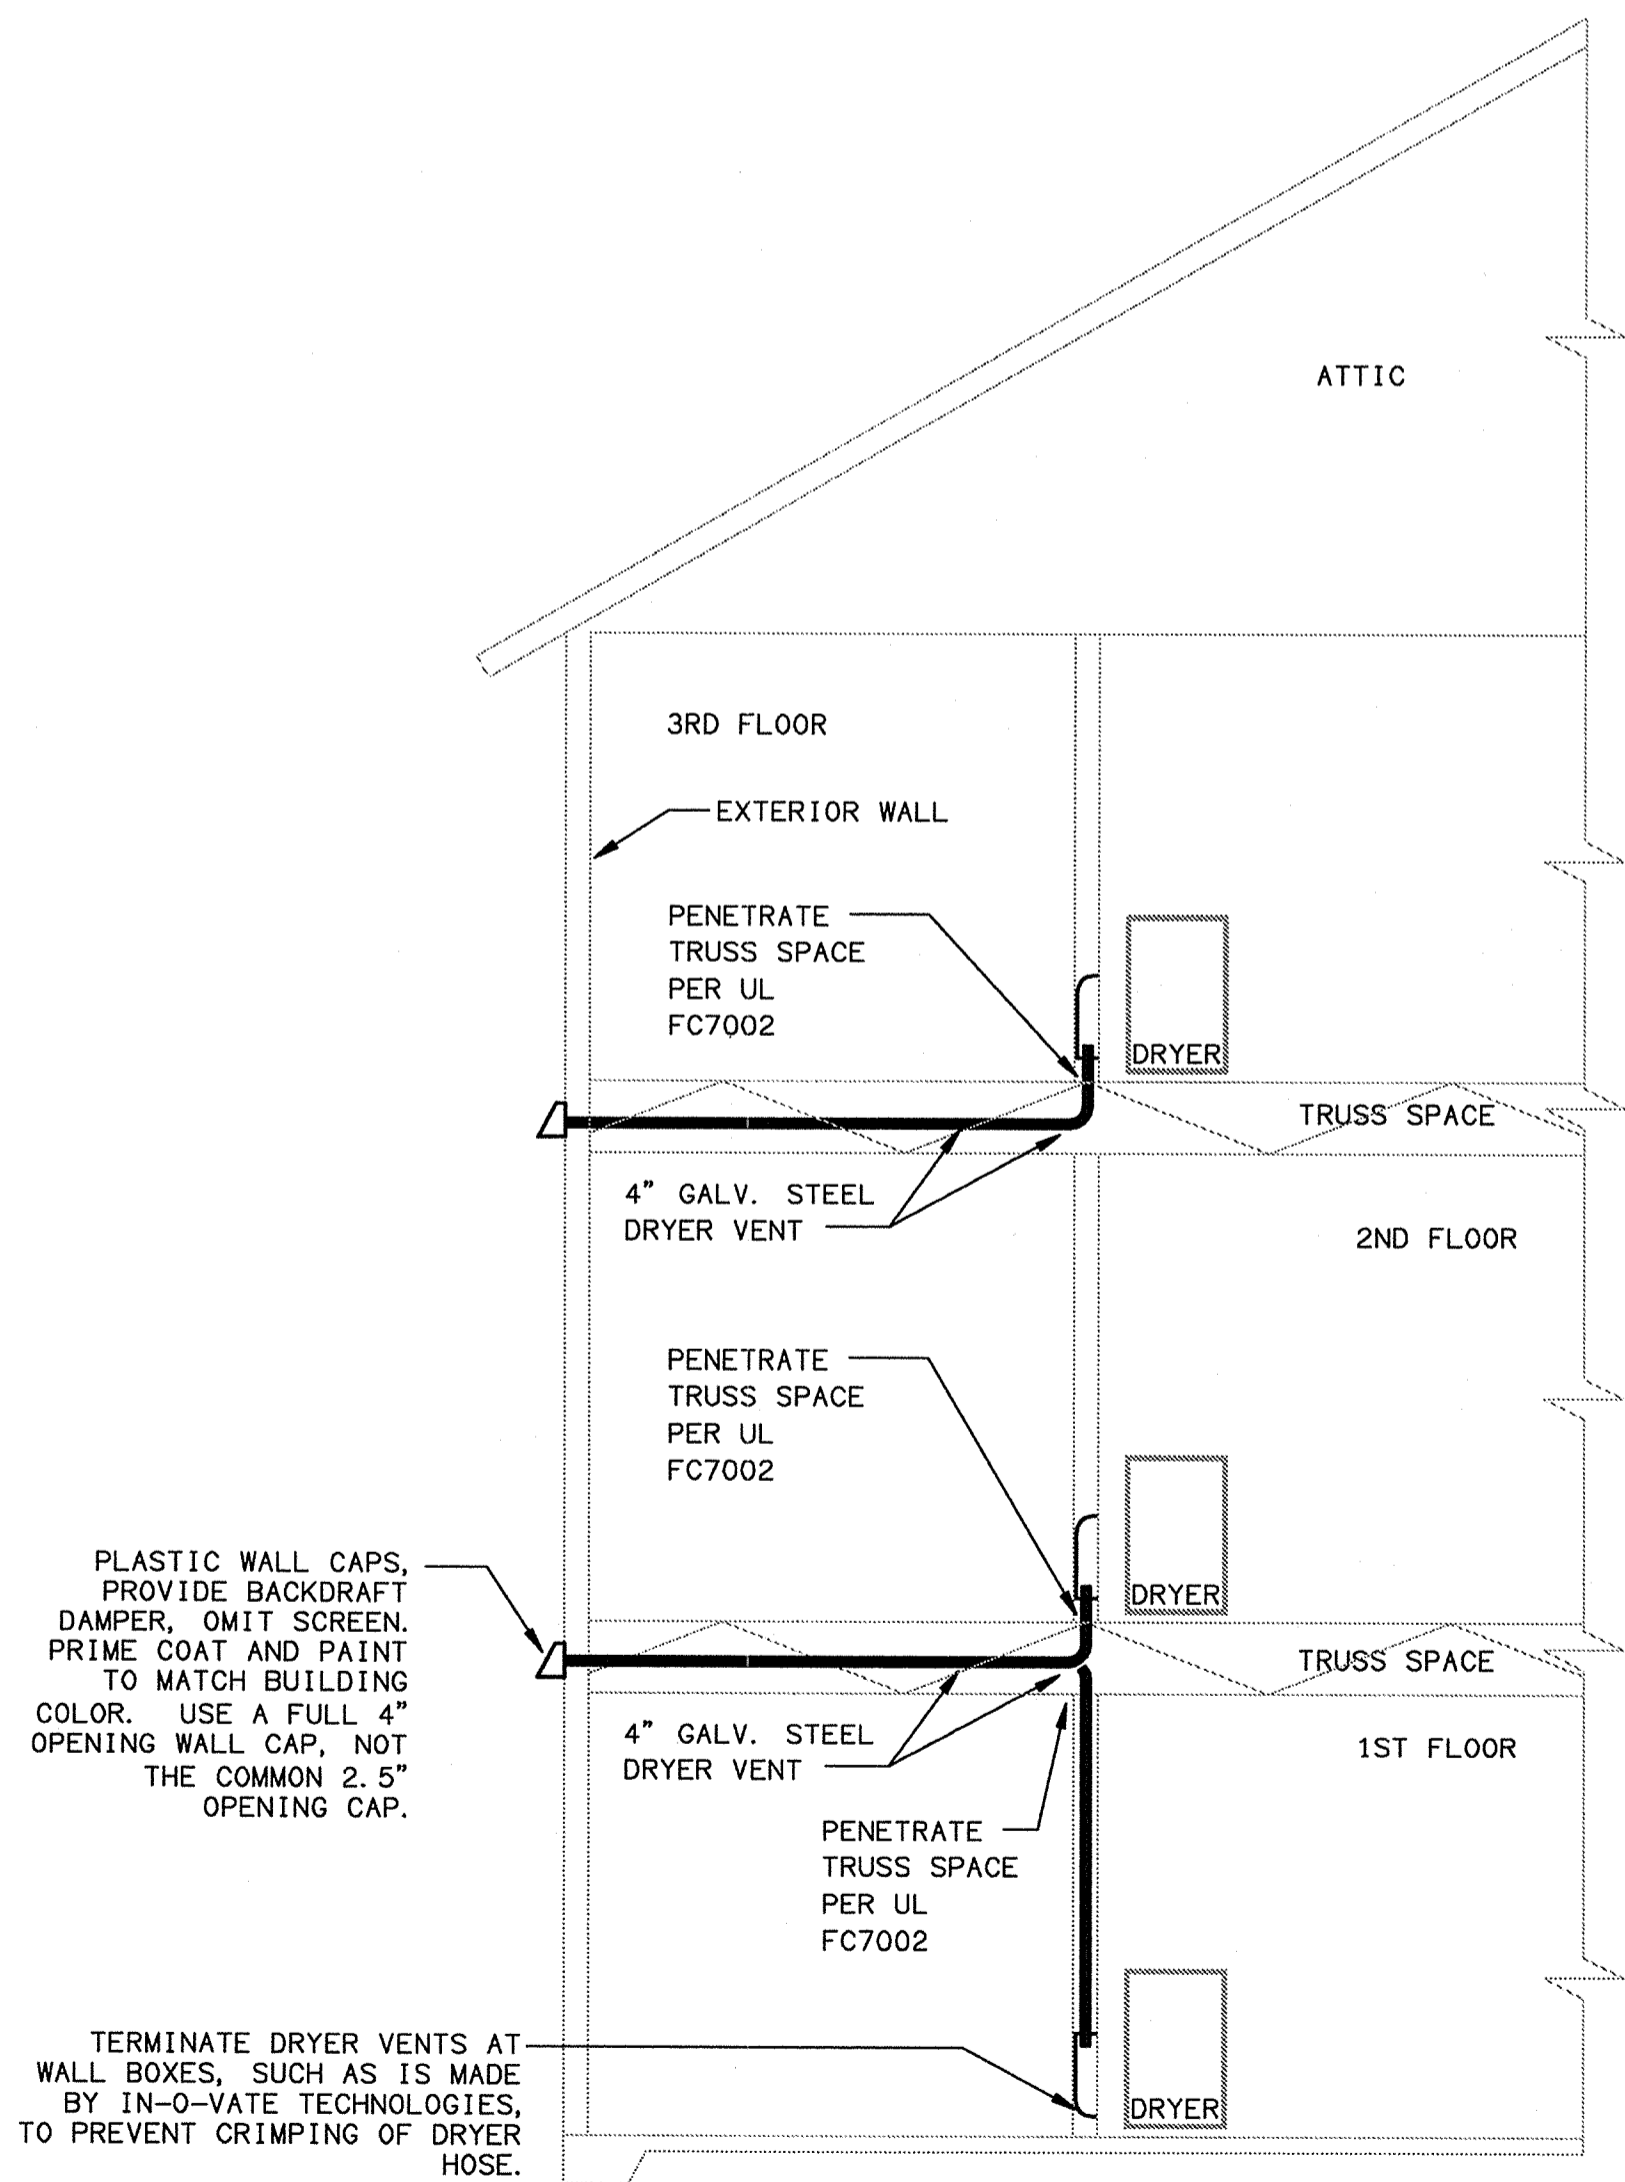 ATTIC
3RD FLOOR
EXTERIOR WALL
PENETRATE
TRUSS SPACE
PER UL
FC7002
DRYER
TRUSS SPACE
4" GALV. STEEL
DRYER VENT
2ND FLOOR
PENETRATE
TRUSS SPACE
PER UL
FC7002
DRYER
PLASTIC WALL CAPS,
PROVIDE BACKDRAFT
DAMPER, OMIT SCREEN.
PRIME COAT AND PAINT
TO MATCH BUILDING
COLOR. USE A FULL 4"
OPENING WALL CAP, NOT
THE COMMON 2.5"
OPENING CAP.
TRUSS SPACE
4" GALV. STEEL
DRYER VENT
1ST FLOOR
PENETRATE
TRUSS SPACE
PER UL
FC7002
TERMINATE DRYER VENTS AT
WALL BOXES, SUCH AS IS MADE
BY IN-O-VATE TECHNOLOGIES,
TO PREVENT CRIMPING OF DRYER
HOSE.
DRYER